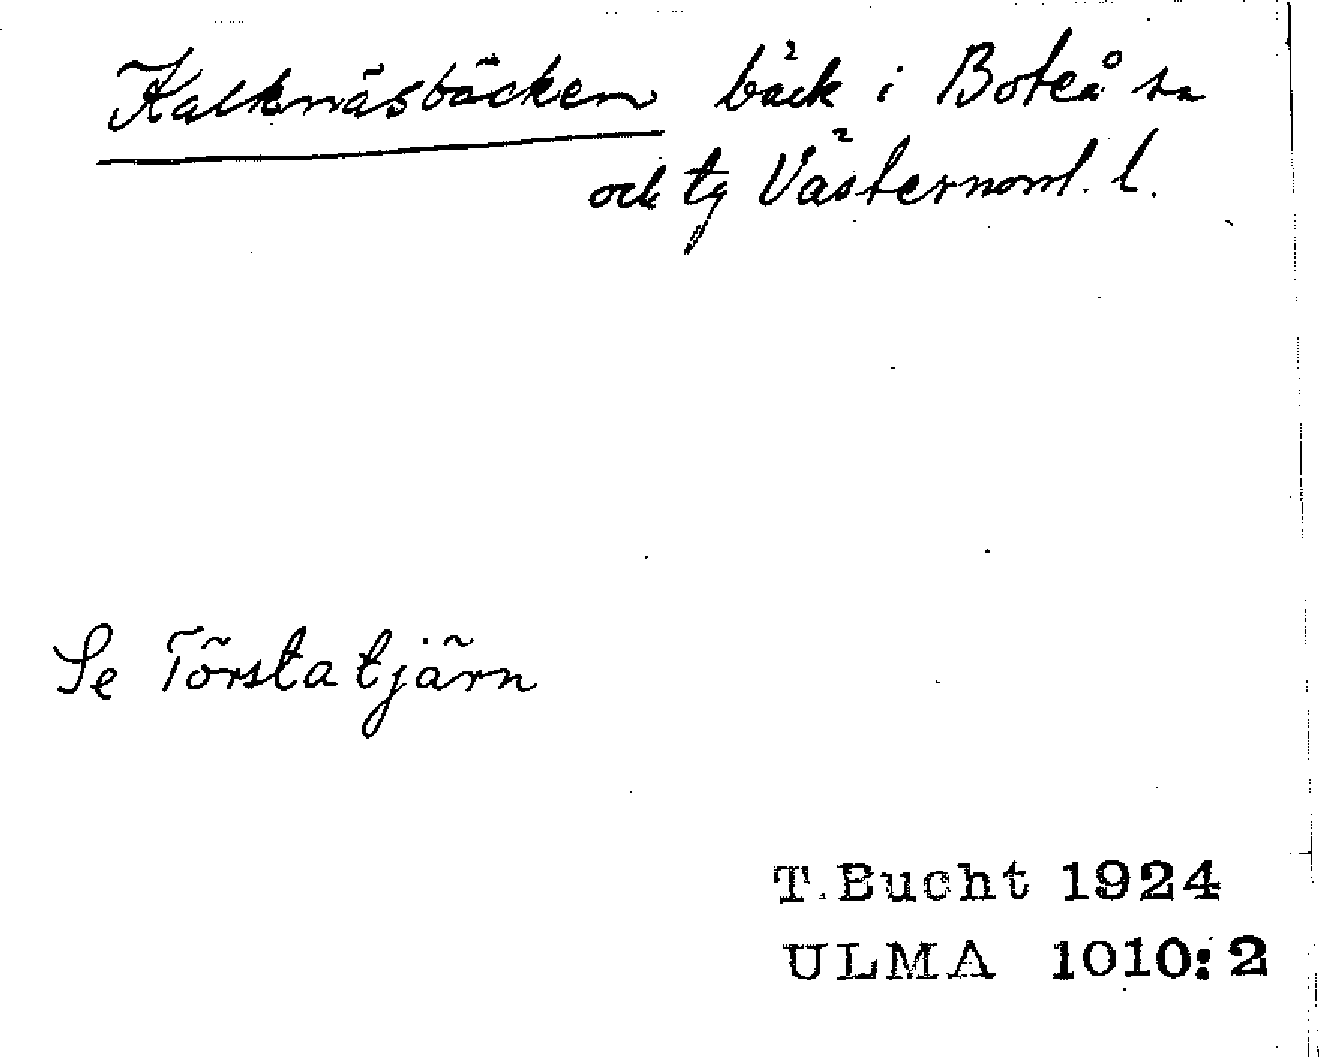 Kalknäsbäcken bäck i Boteå sn
och tg Västernorrl. l.
Se Törstatjärn
T. Bucht 1924
ULMA 1010:2